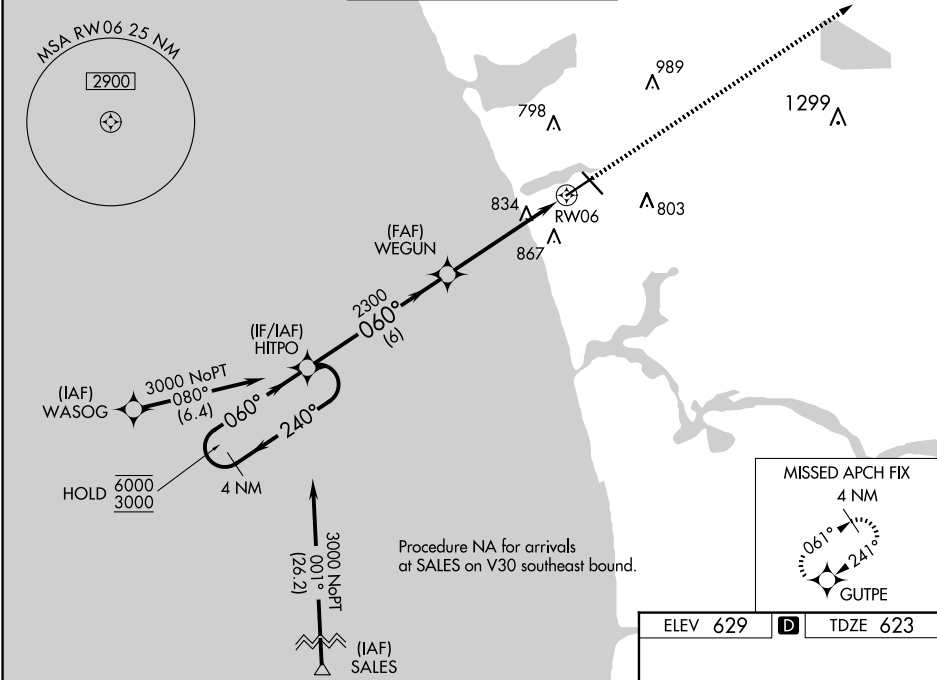 MSA RW06 25 NM
2900
989
798
1299
834
RW06
803
867
(FAF)
WEGUN
2300
060°
(6)
(IF/IAF)
HITPO
3000 NoPT
080°
(6.4)
(IAF)
WASOG
060°
240°
HOLD 6000
3000
4 NM
3000 NoPT
001°
(26.2)
(IAF)
SALES
Procedure NA for arrivals
at SALES on V30 southeast bound.
MISSED APCH FIX
4 NM
061°
241°
GUTPE
ELEV 629 D TDZE 623